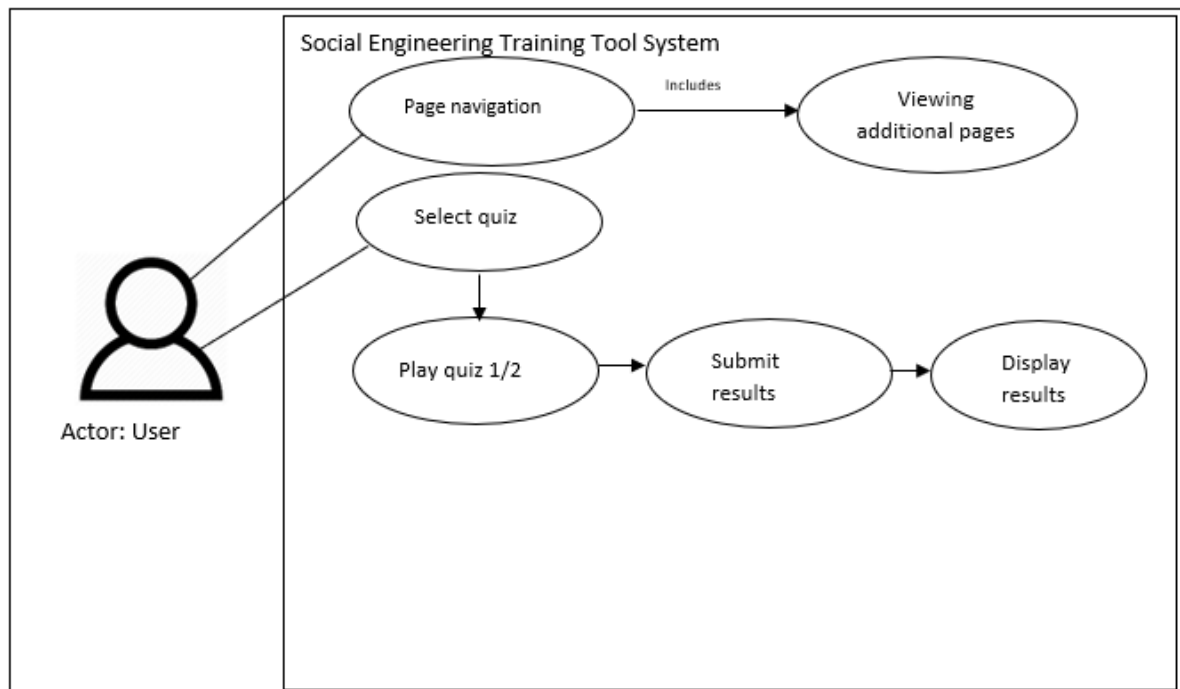 Social Engineering Training Tool System
Page navigation
Includes
Viewing
additional pages
Select quiz
Play quiz 1/2
Submit
results
Display
results
Actor: User